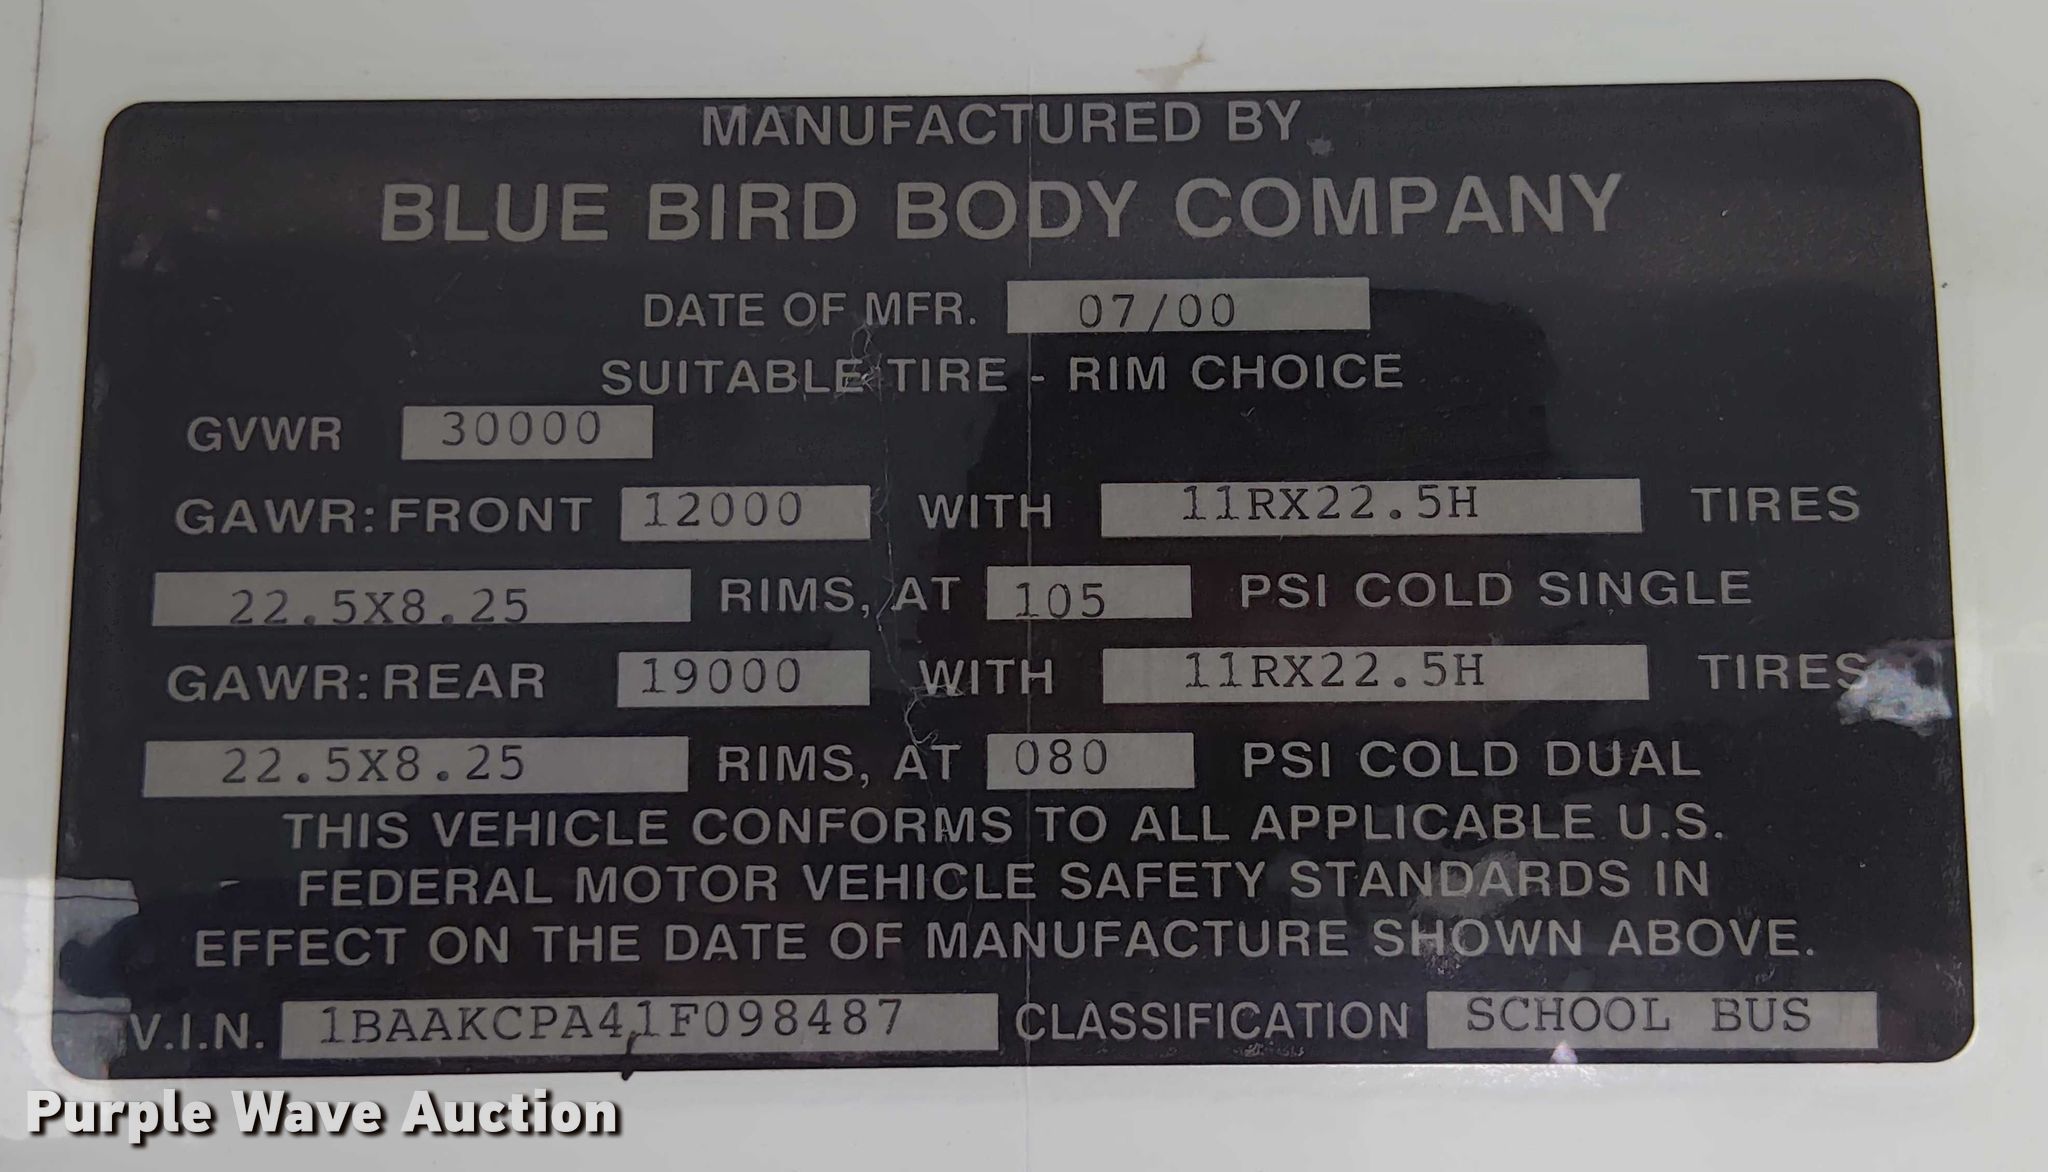 MANUFACTURED BY
BLUE BIRD BODY COMPANY
DATE OF MFR. 07/00
SUITABLE TIRE - RIM CHOICE
GVWR 30000
GAWR: FRONT 12000 WITH 11RX22.5H TIRES
22.5X8.25 RIMS, AT 105 PSI COLD SINGLE
GAWR: REAR 19000 WITH 11RX22.5H TIRES
22.5X8.25 RIMS, AT 080 PSI COLD DUAL
THIS VEHICLE CONFORMS TO ALL APPLICABLE U.S.
FEDERAL MOTOR VEHICLE SAFETY STANDARDS IN
EFFECT ON THE DATE OF MANUFACTURE SHOWN ABOVE.
V.I.N. 1BAAKCPA41F098487 CLASSIFICATION SCHOOL BUS
Purple Wave Auction